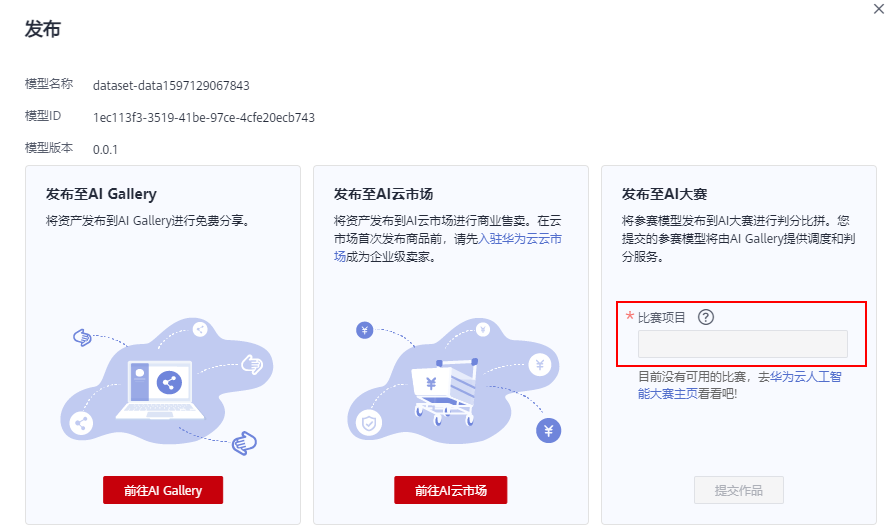 发布
模型名称 dataset-data1597129067843
模型ID 1ec113f3-3519-41be-97ce-4cfe20ecb743
模型版本 0.0.1
发布至AI Gallery
将资产发布到AI Gallery进行免费分享。
前往AI Gallery
发布至AI云市场
将资产发布到AI云市场进行商业售卖。在云
市场首次发布商品前，请先入驻华为云云市
场成为企业级卖家。
¥
¥
¥
¥
¥
前往AI云市场
发布至AI大赛
将参赛模型发布到AI大赛进行判分比拼。您
提交的参赛模型将由AI Gallery提供调度和判
分服务。
* 比赛项目 ?
目前没有可用的比赛，去华为云人工智
能大赛主页看看吧!
提交作品